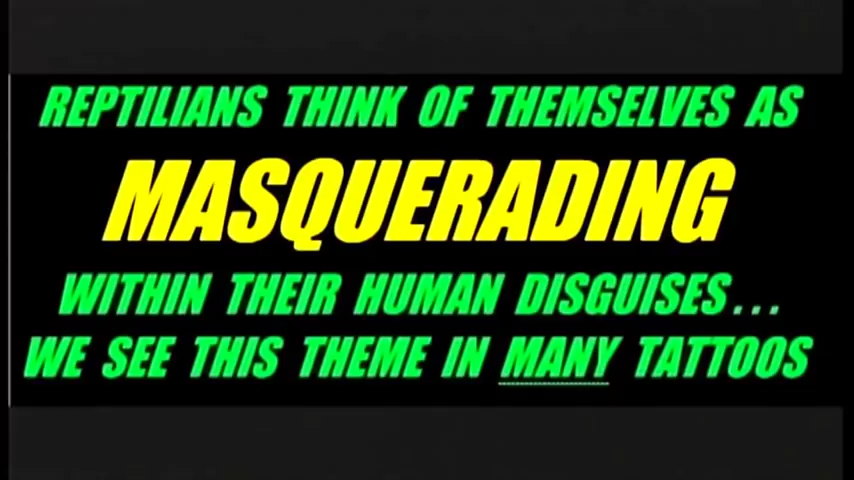 REPTILIANS THINK OF THEMSELVES AS
MASQUERADING
WITHIN THEIR HUMAN DISGUISES...
WE SEE THIS THEME IN MANY TATTOOS